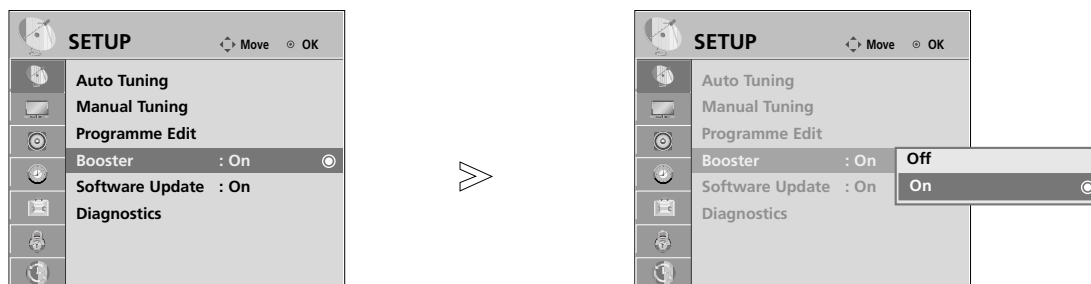 SETUP Move OK
Auto Tuning
Manual Tuning
Programme Edit
Booster : On
Software Update : On
Diagnostics
SETUP Move OK
Auto Tuning
Manual Tuning
Programme Edit
Booster : On
Software Update : On
Diagnostics
Off
On